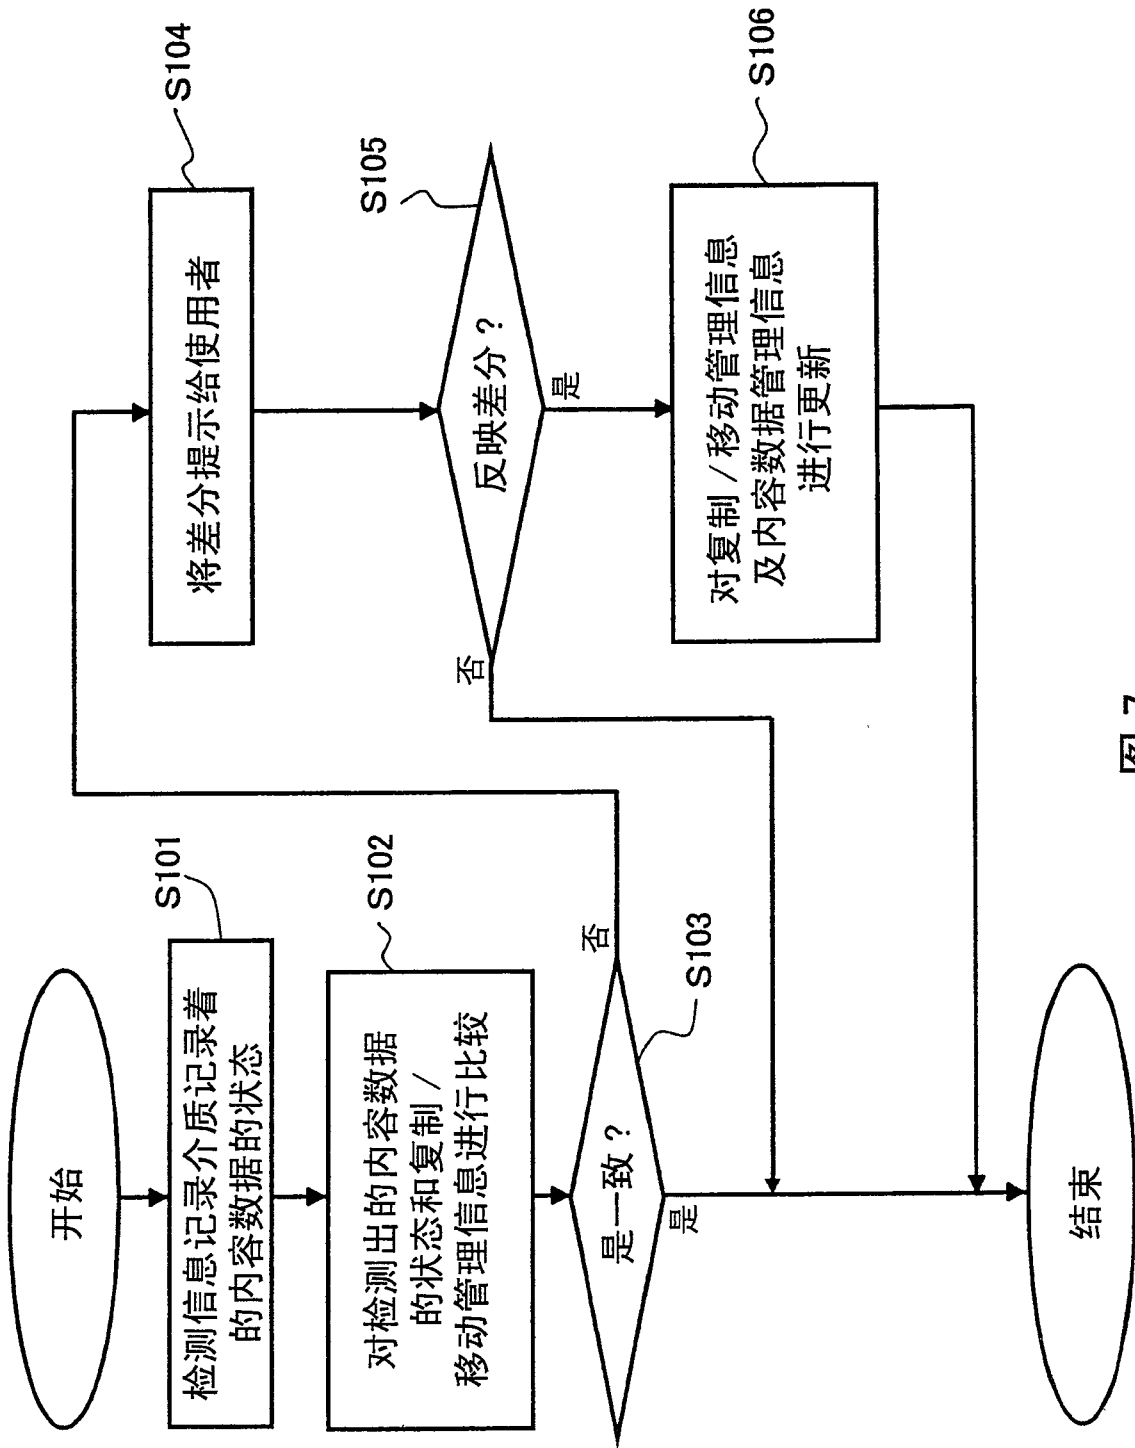 开始
S101
检测信息记录介质记录着
的内容数据的状态
S102
对检测出的内容数据
的状态和复制/
移动管理信息进行比较
S103
是一致?
否
是
S104
将差分提示给使用者
S105
反映差分?
否
是
S106
对复制/移动管理信息
及内容数据管理信息
进行更新
结束
图 7